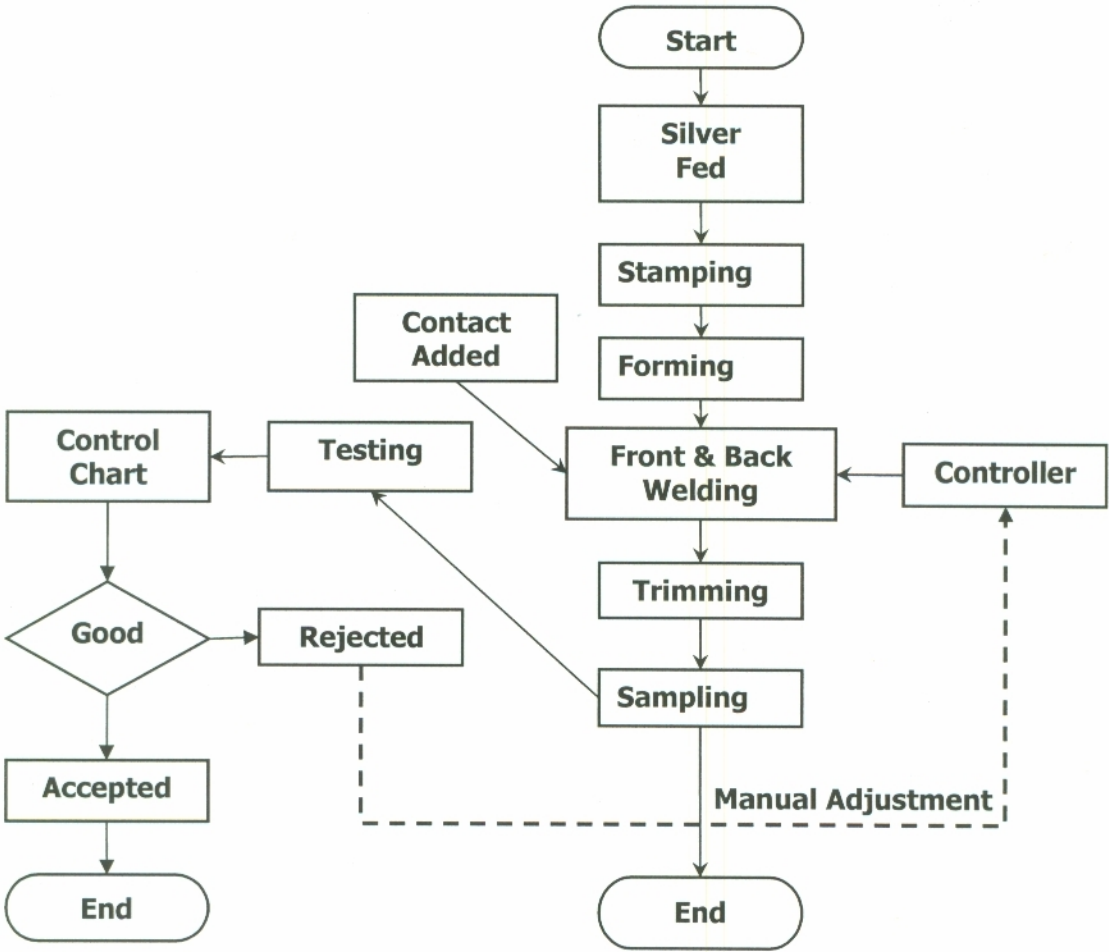 Start
Silver
Fed
Stamping
Contact
Added
Forming
Control
Chart
Testing
Front & Back
Welding
Controller
Trimming
Good
Rejected
Sampling
Accepted
Manual Adjustment
End
End